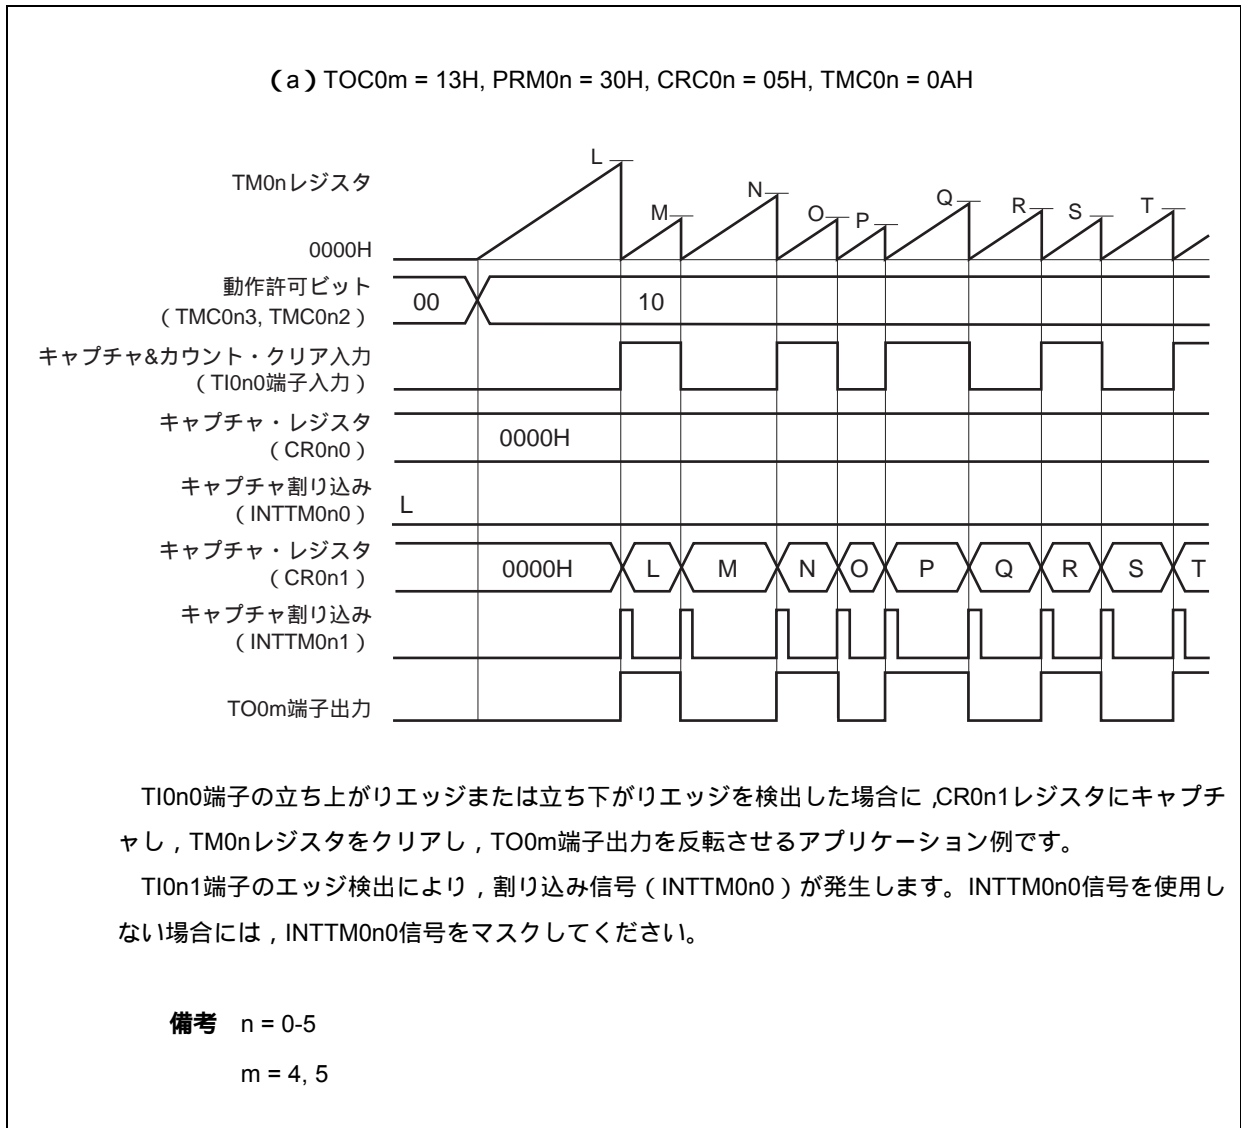 (a) TOC0m = 13H, PRM0n = 30H, CRC0n = 05H, TMC0n = 0AH
L
M
N
O
P
Q
R
S
T
TM0nレジスタ
0000H
動作許可ビット
(TMC0n3, TMC0n2)
00
10
キャプチャ&カウント・クリア入力
(TI0n0端子入力)
キャプチャ・レジスタ
(CR0n0)
0000H
キャプチャ割り込み
(INTTM0n0)
L
キャプチャ・レジスタ
(CR0n1)
0000H L M N O P Q R S T
キャプチャ割り込み
(INTTM0n1)
TO0m端子出力
TI0n0端子の立ち上がりエッジまたは立ち下がりエッジを検出した場合に,CR0n1レジスタにキャプチ
ャし,TM0nレジスタをクリアし,TO0m端子出力を反転させるアプリケーション例です。
TI0n1端子のエッジ検出により,割り込み信号(INTTM0n0)が発生します。INTTM0n0信号を使用し
ない場合には,INTTM0n0信号をマスクしてください。
備考 n = 0-5
m = 4, 5